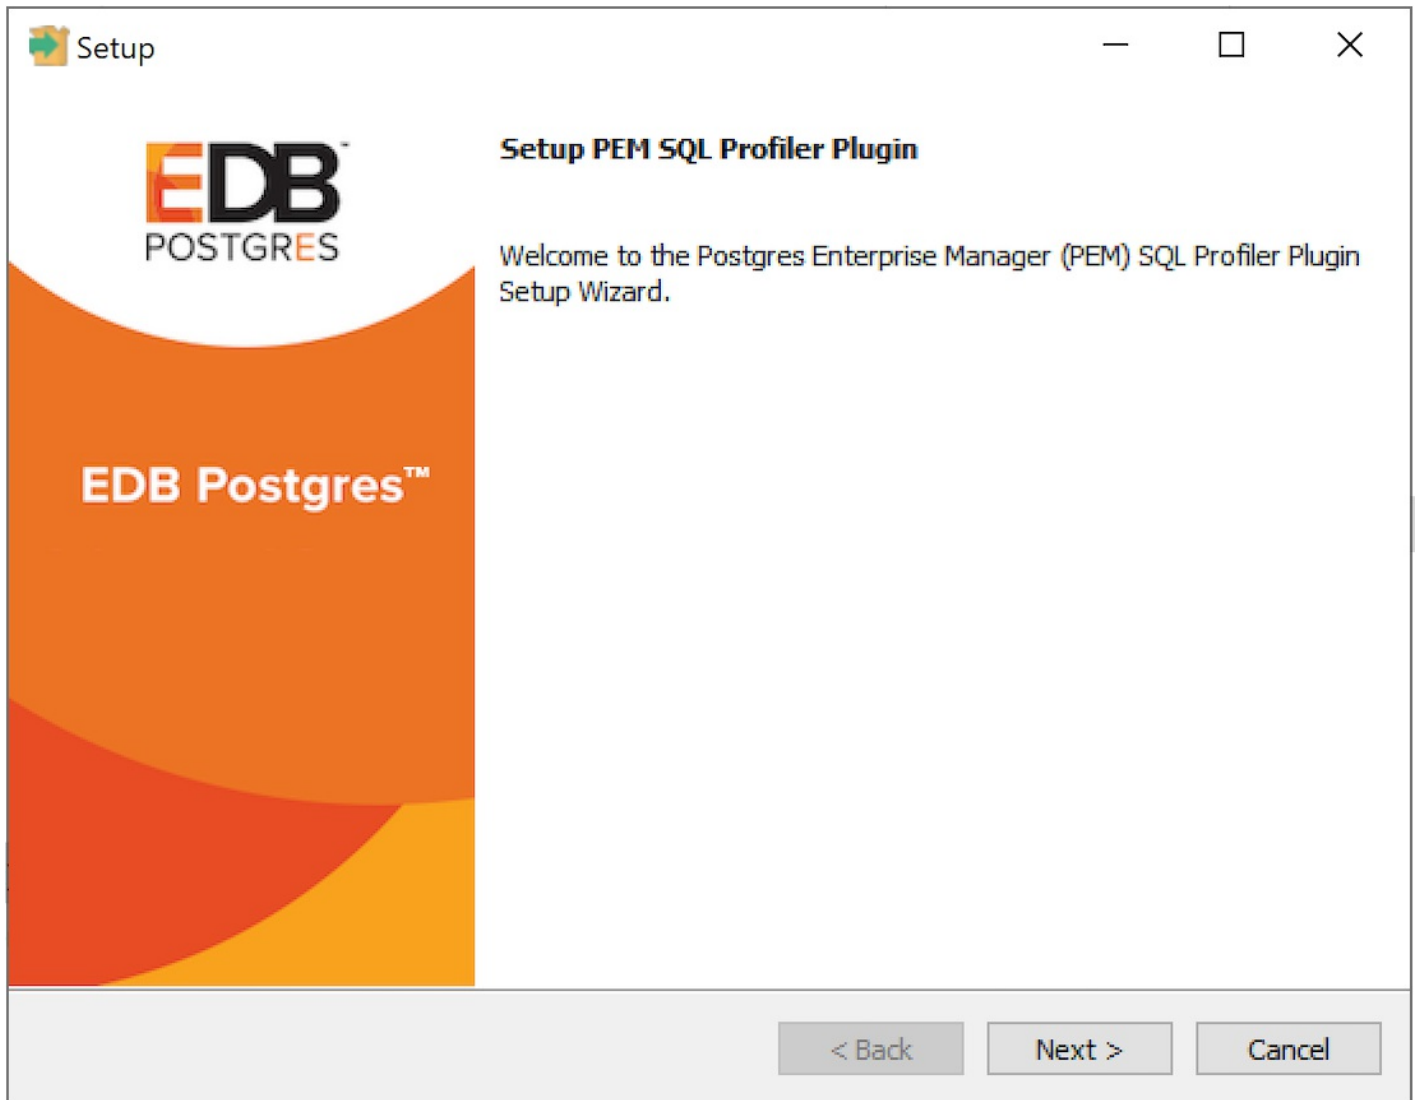 Setup
EDB™
POSTGRES
Setup PEM SQL Profiler Plugin
Welcome to the Postgres Enterprise Manager (PEM) SQL Profiler Plugin
Setup Wizard.
EDB Postgres™
< Back
Next >
Cancel